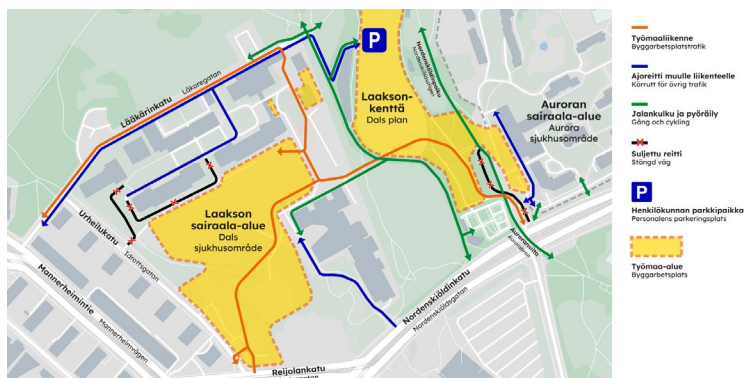 P
Lääkärinkatu
Läkaregatan
Laakson-
kenttä
Dals plan
Auroran
sairaala-alue
Aurora
sjukhusområde
Laakson
sairaala-alue
Dals
sjukhusområde
Urheilukatu
Idrottsgatan
Mannerheimintie
Mannerheimvägen
Nordenskiöldinkatu
Nordenskiöldsgatan
Auroransilta
Aurorabron
Reijolankatu
Työmaaliikenne
Byggarbetsplatstrafik
Ajoreitti muulle liikenteelle
Körrutt för övrig trafik
Jalankulku ja pyöräily
Gång och cykling
Suljettu reitti
Stängd väg
P
Henkilökunnan parkkipaikka
Personalens parkeringsplats
Työmaa-alue
Byggarbetsplats